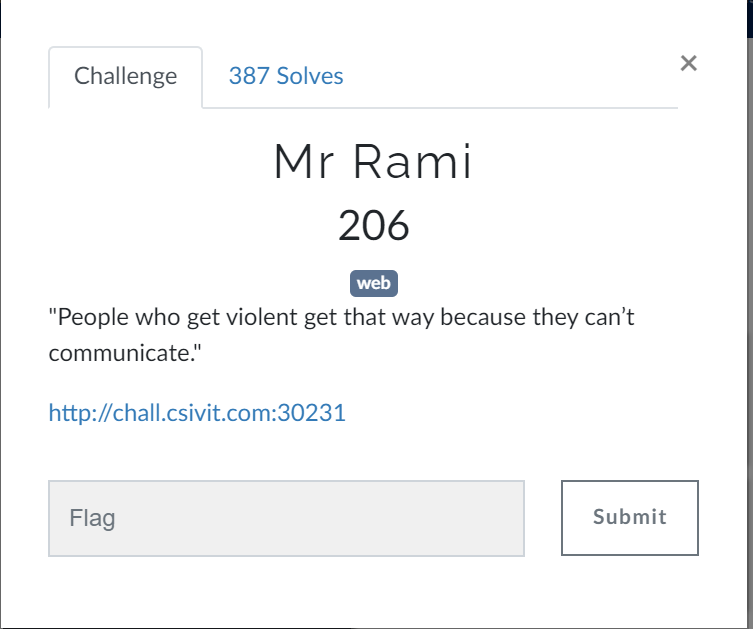 Challenge
387 Solves
×
Mr Rami
206
web
"People who get violent get that way because they can’t
communicate."
http://chall.csivit.com:30231
Flag
Submit